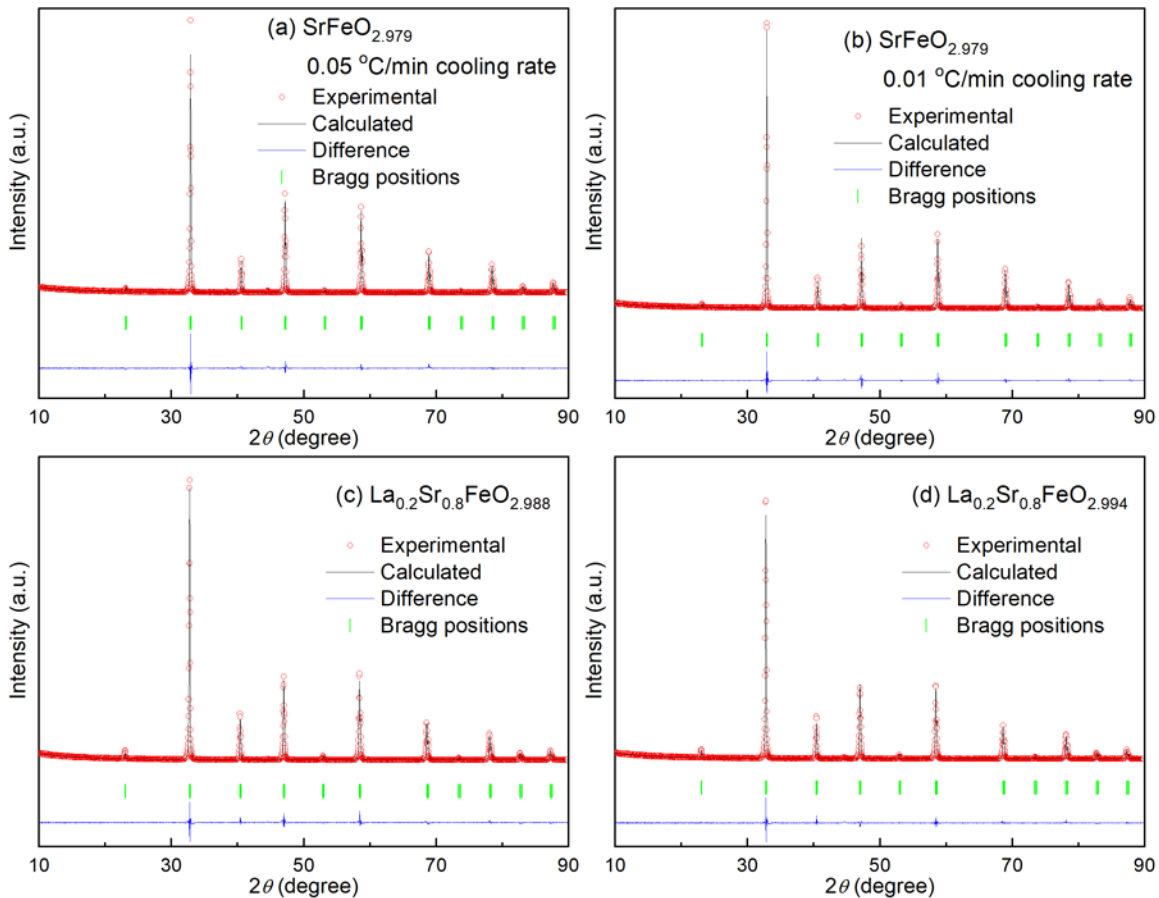 (a) SrFeO2.979
0.05 °C/min cooling rate
Experimental
Calculated
Difference
Bragg positions
Intensity (a.u.)
10 30 50 70 90
2θ (degree)
(b) SrFeO2.979
0.01 °C/min cooling rate
Experimental
Calculated
Difference
Bragg positions
Intensity (a.u.)
10 30 50 70 90
2θ (degree)
(c) La0.2Sr0.8FeO2.988
Experimental
Calculated
Difference
Bragg positions
Intensity (a.u.)
10 30 50 70 90
2θ (degree)
(d) La0.2Sr0.8FeO2.994
Experimental
Calculated
Difference
Bragg positions
Intensity (a.u.)
10 30 50 70 90
2θ (degree)